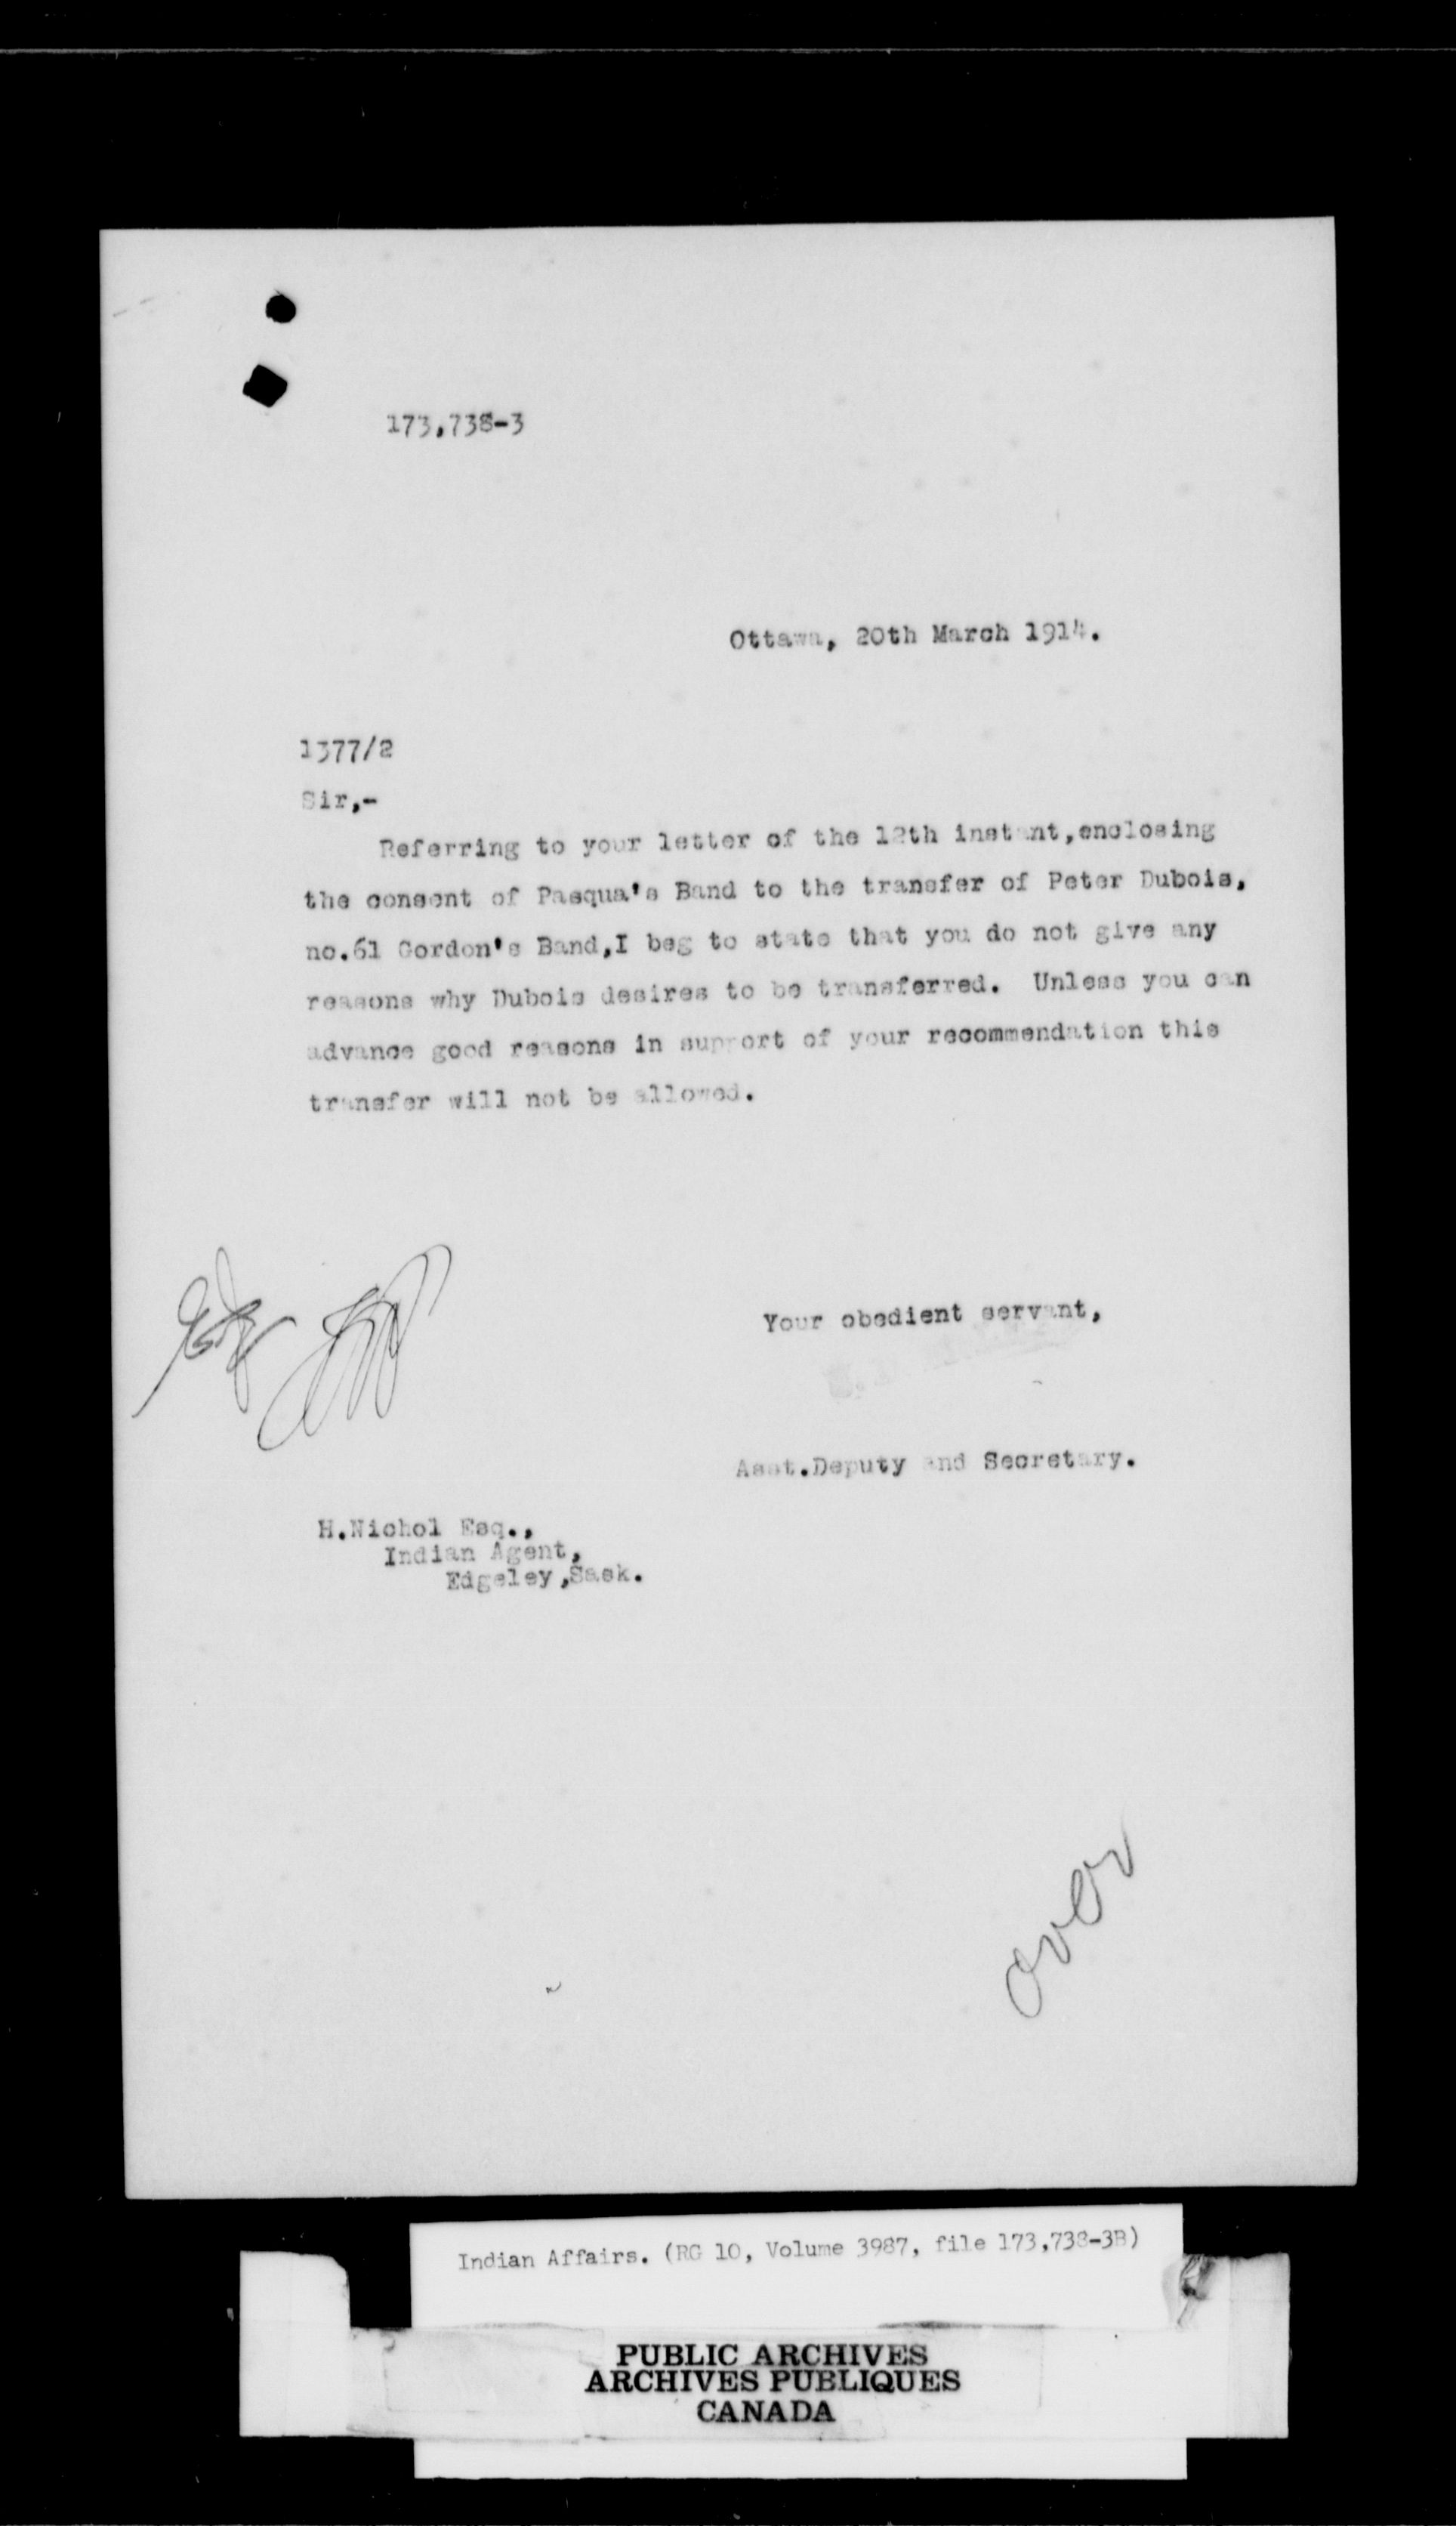 173,738-3
Ottawa, 20th March 1914.
1377/2
Sir,-
Referring to your letter of the 12th instant,enclosing
the consent of Pasqua's Band to the transfer of Peter Dubois,
no.61 Gordon's Band,I beg to state that you do not give any
reasons why Dubois desires to be transferred. Unless you can
advance good reasons in support of your recommendation this
transfer will not be allowed.
Your obedient servant,
Asst.Deputy and Secretary.
H.Nichol Esq.,
Indian Agent,
Edgeley,Sask.
over
Indian Affairs. (RG 10, Volume 3987, file 173,738-3B)
PUBLIC ARCHIVES
ARCHIVES PUBLIQUES
CANADA